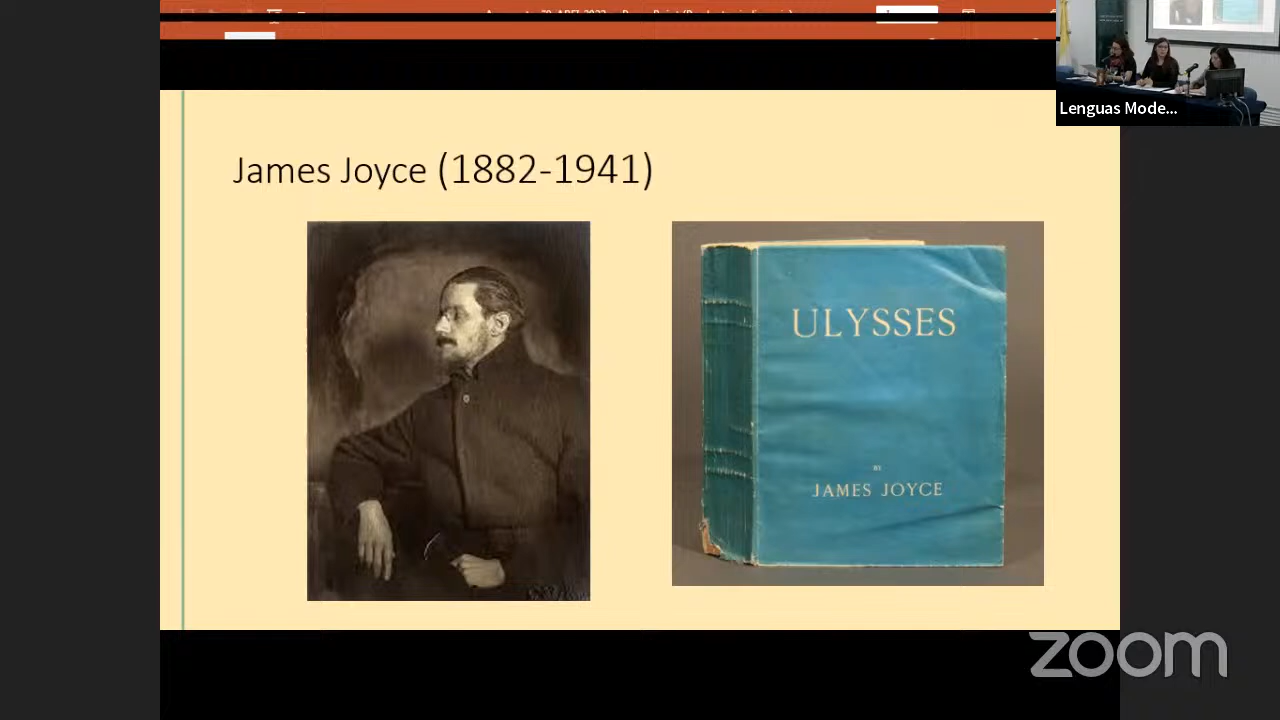 Lenguas Mode...
James Joyce (1882-1941)
ULYSSES
BY
JAMES JOYCE
zoom